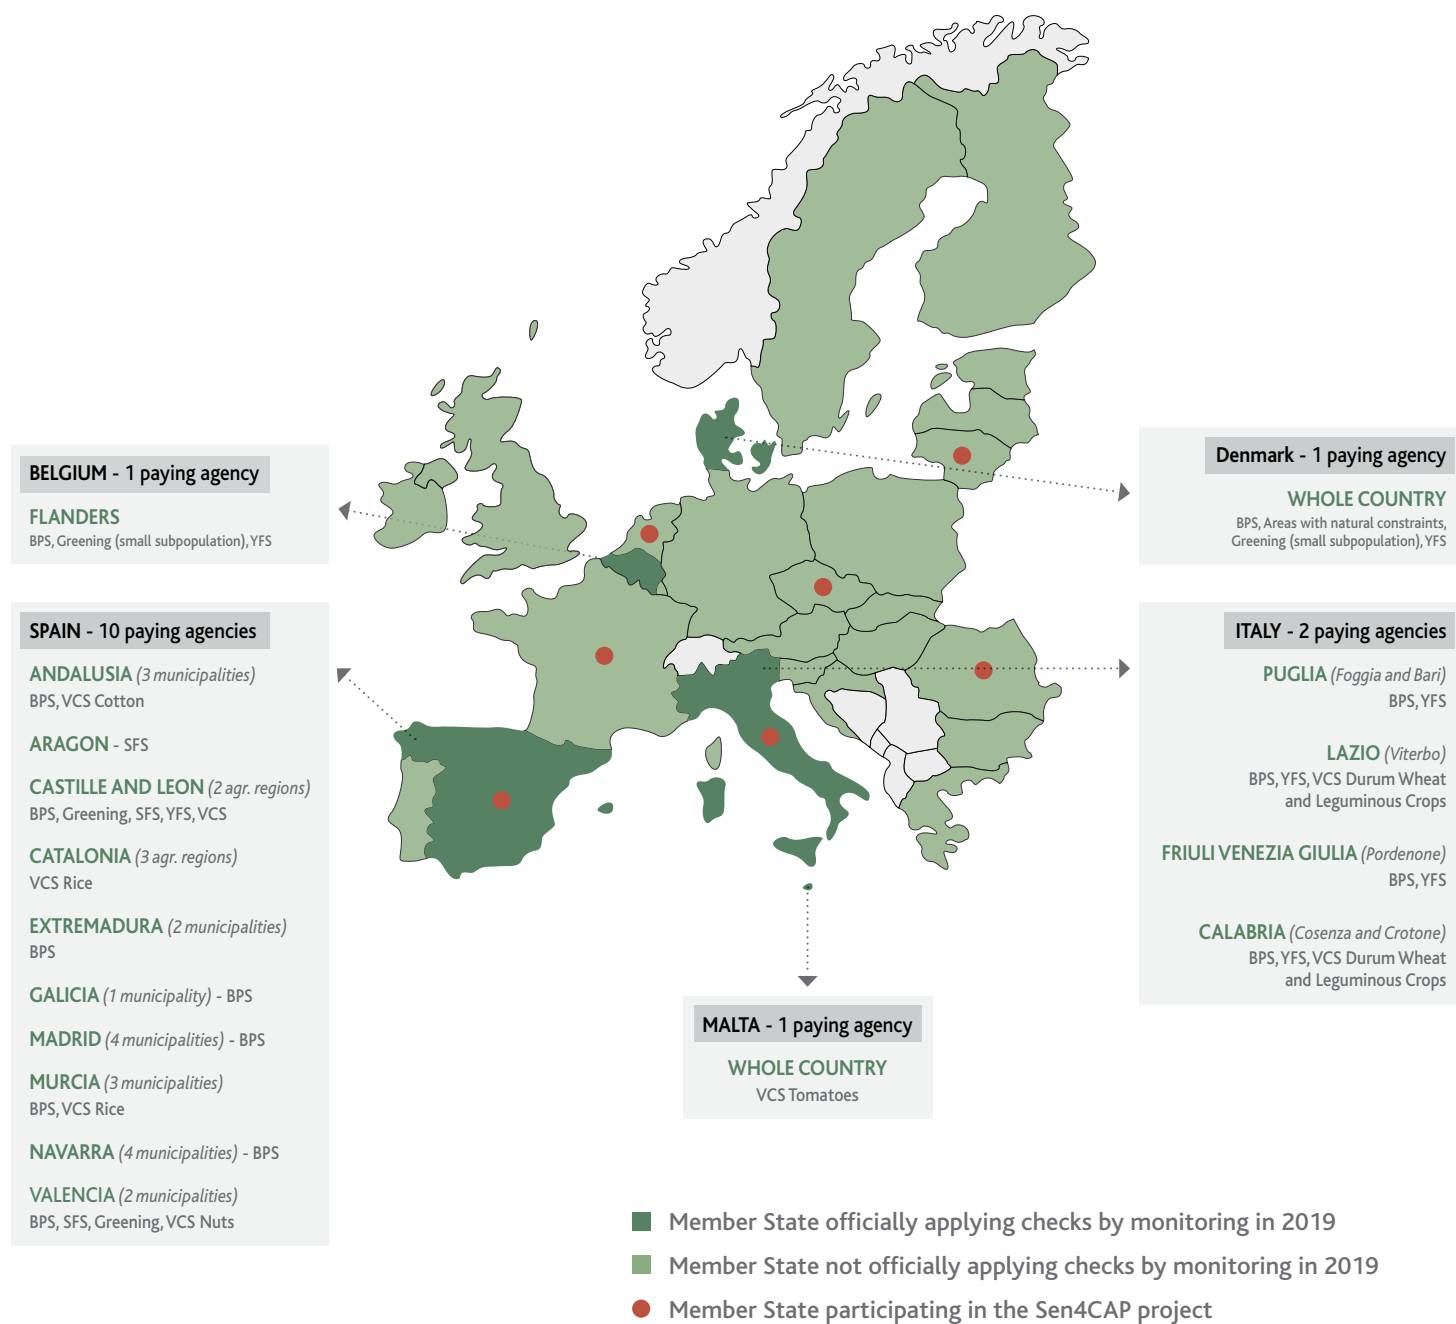 BELGIUM - 1 paying agency
FLANDERS
BPS, Greening (small subpopulation), YFS
SPAIN - 10 paying agencies
ANDALUSIA (3 municipalities)
BPS, VCS Cotton
ARAGON - SFS
CASTILLE AND LEON (2 agr. regions)
BPS, Greening, SFS, YFS, VCS
CATALONIA (3 agr. regions)
VCS Rice
EXTREMADURA (2 municipalities)
BPS
GALICIA (1 municipality) - BPS
MADRID (4 municipalities) - BPS
MURCIA (3 municipalities)
BPS, VCS Rice
NAVARRA (4 municipalities) - BPS
VALENCIA (2 municipalities)
BPS, SFS, Greening, VCS Nuts
Denmark - 1 paying agency
WHOLE COUNTRY
BPS, Areas with natural constraints,
Greening (small subpopulation), YFS
ITALY - 2 paying agencies
PUGLIA (Foggia and Bari)
BPS, YFS
LAZIO (Viterbo)
BPS, YFS, VCS Durum Wheat
and Leguminous Crops
FRIULI VENEZIA GIULIA (Pordenone)
BPS, YFS
CALABRIA (Cosenza and Crotone)
BPS, YFS, VCS Durum Wheat
and Leguminous Crops
MALTA - 1 paying agency
WHOLE COUNTRY
VCS Tomatoes
Member State officially applying checks by monitoring in 2019
Member State not officially applying checks by monitoring in 2019
Member State participating in the Sen4CAP project